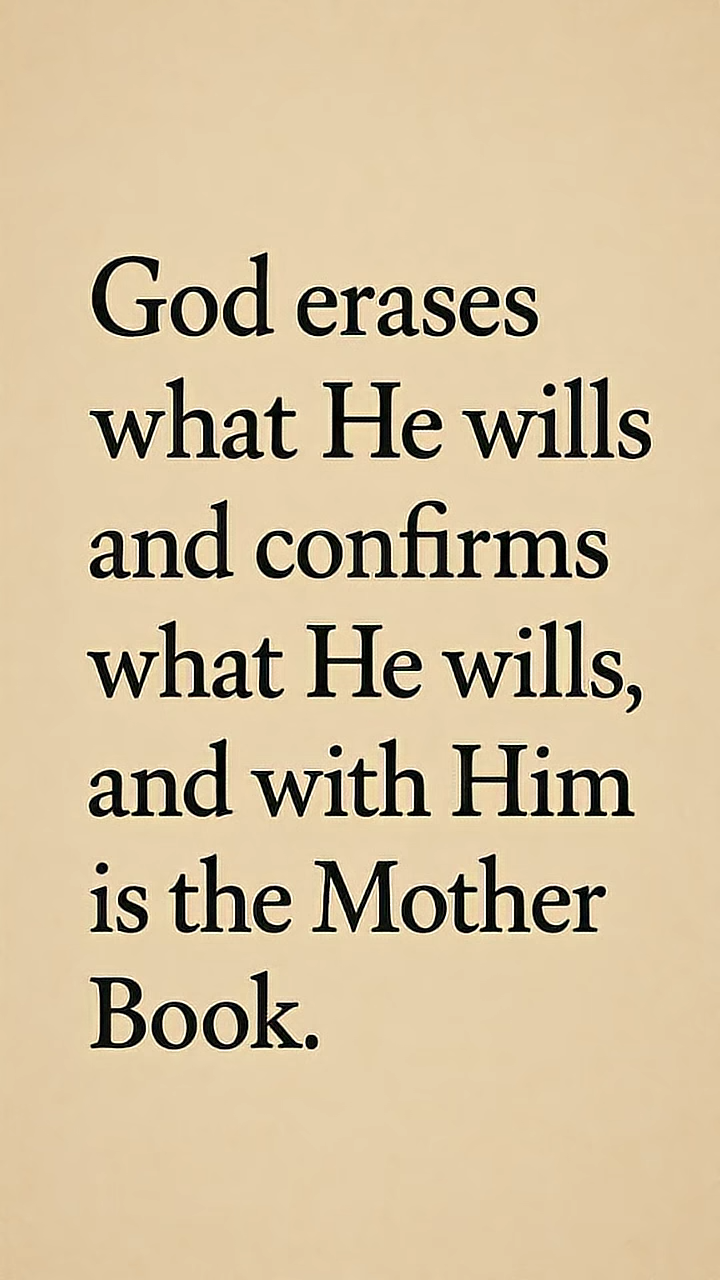 God erases
what He wills
and confirms
what He wills,
and with Him
is the Mother
Book.